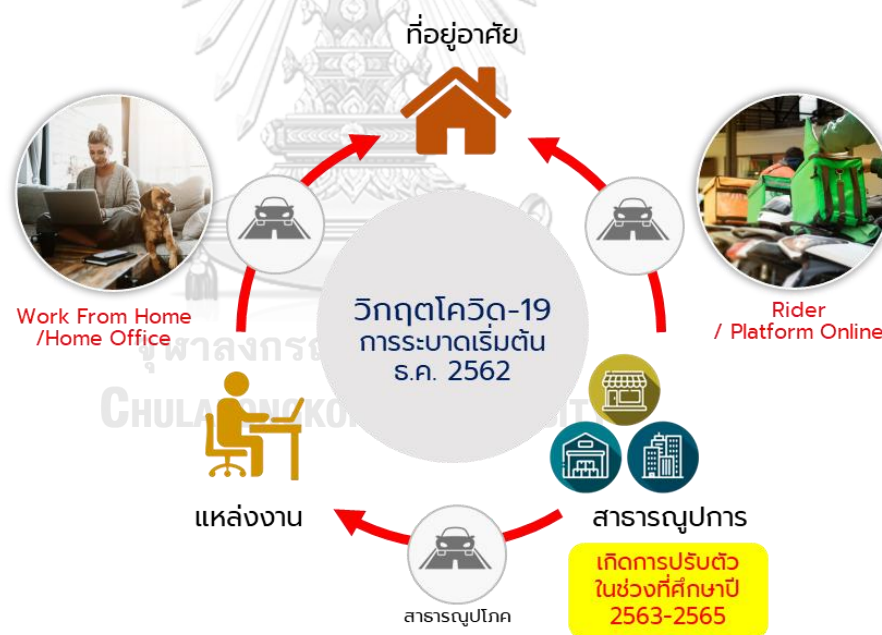 ที่อยู่อาศัย
Work From Home
/Home Office
Rider
/ Platform Online
วิกฤตโควิด-19
การระบาดเริ่มต้น
ธ.ค. 2562
แหล่งงาน
สาธารณูปการ
สาธารณูปโภค
เกิดการปรับตัว
ในช่วงที่ศึกษาปี
2563-2565